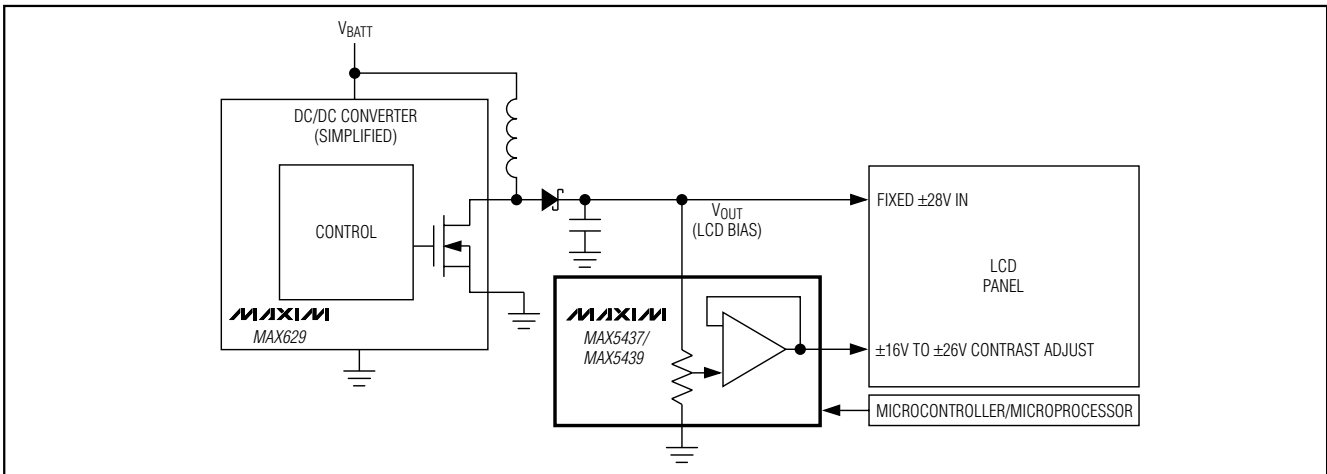 VBATT
DC/DC CONVERTER
(SIMPLIFIED)
CONTROL
MAXIM
MAX629
VOUT
(LCD BIAS)
MAXIM
MAX5437/
MAX5439
FIXED ±28V IN
LCD
PANEL
±16V TO ±26V CONTRAST ADJUST
MICROCONTROLLER/MICROPROCESSOR